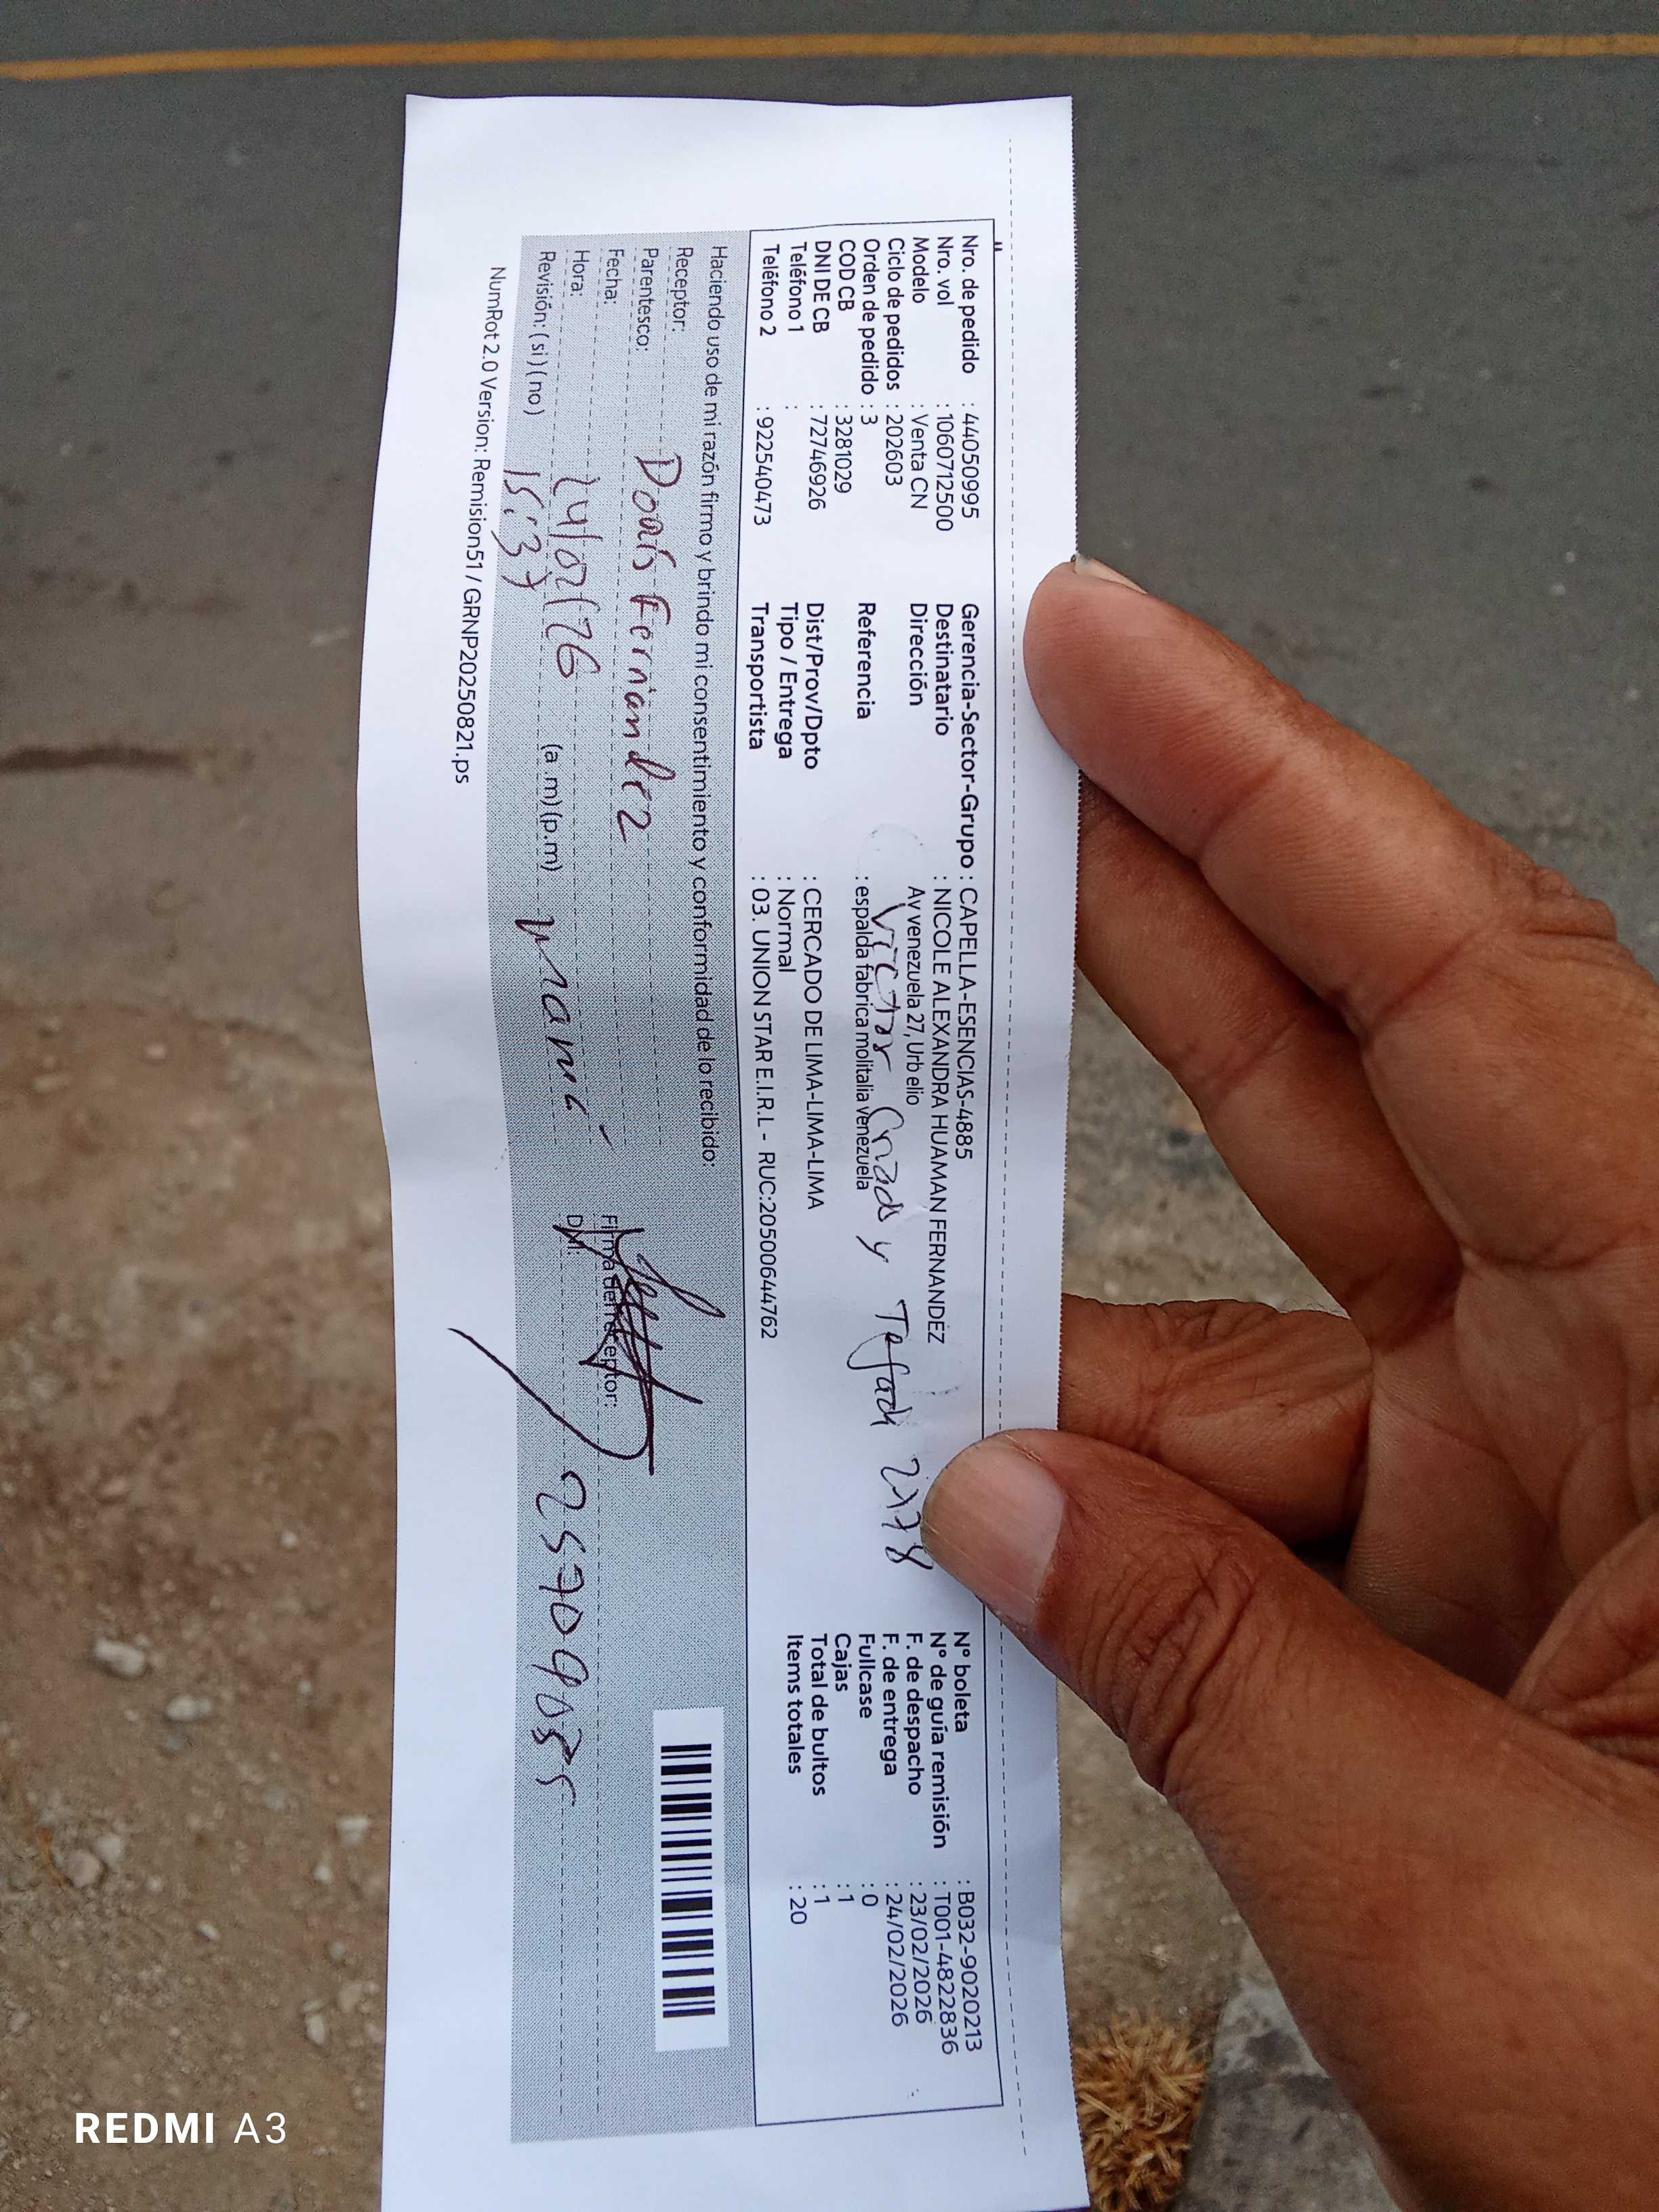 Nro. de pedido : 44050995
Nro. vol : 1060712500
Modelo : Venta CN
Ciclo de pedidos : 202603
Orden de pedido : 3
COD CB : 3281029
DNI DE CB : 72746926
Teléfono 1 :
Teléfono 2 : 922540473
Gerencia-Sector-Grupo : CAPELLA-ESENCIAS-4885
Destinatario : NICOLE ALEXANDRA HUAMAN FERNANDEZ
Dirección Av venezuela 27, Urb elio
Victor Criado y Tejada
Referencia : espalda fabrica molitalia venezuela
Dist/Prov/Dpto : CERCADO DE LIMA-LIMA-LIMA
Tipo / Entrega : Normal
Transportista : 03. UNION STAR E.I.R.L - RUC:20500644762
N° boleta : B032-9020213
N° de guía remisión : T001-4822836
F. de despacho : 23/02/2026
F. de entrega : 24/02/2026
Fullcase : 0
Cajas : 1
Total de bultos : 1
Items totales : 20
Haciendo uso de mi razón firmo y brindo mi consentimiento y conformidad de lo recibido:
Receptor:
Parentesco: Doris Fernandez
Fecha:
Hora: 24/02/26
Revisión: ( si ) ( no ) 15:37 (a .m) (p.m) mamá
Firma del receptor:
DNI:
NumRot 2.0 Version: Remision51 / GRNP20250821.ps
REDMI A3